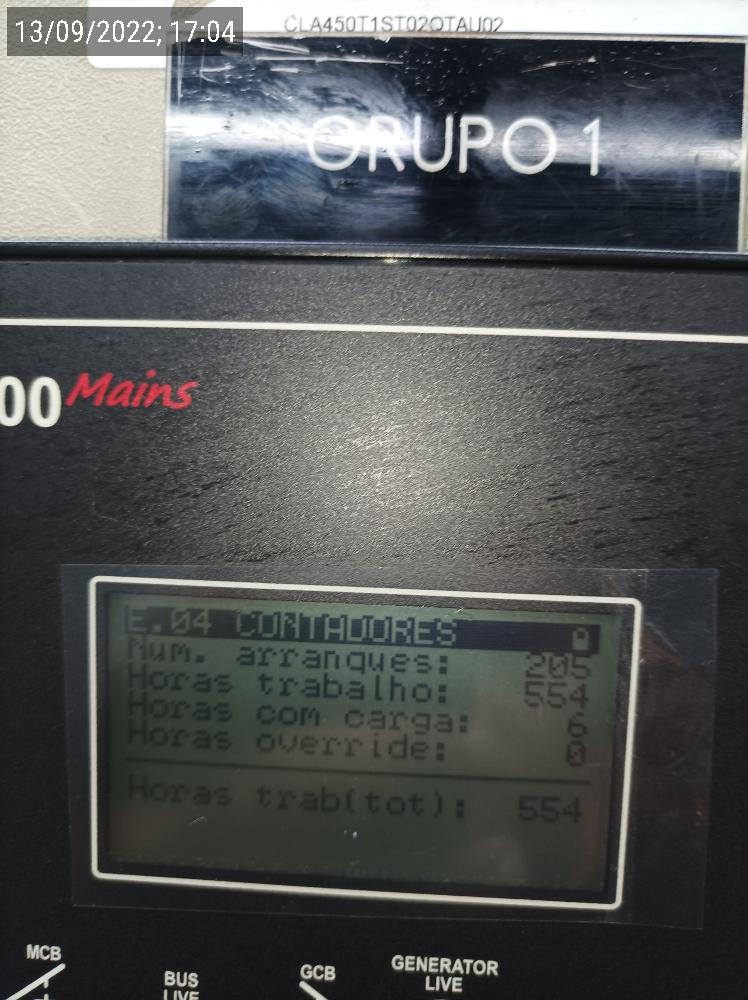 13/09/2022; 17:04
CLA450T1ST02QTAU02
GRUPO 1
00 Mains
E.04 CONTADORES
Num. arranques: 205
Horas trabalho: 554
Horas com carga: 6
Horas override: 0
Horas trab(tot): 554
MCB
BUS
LIVE
GCB
GENERATOR
LIVE